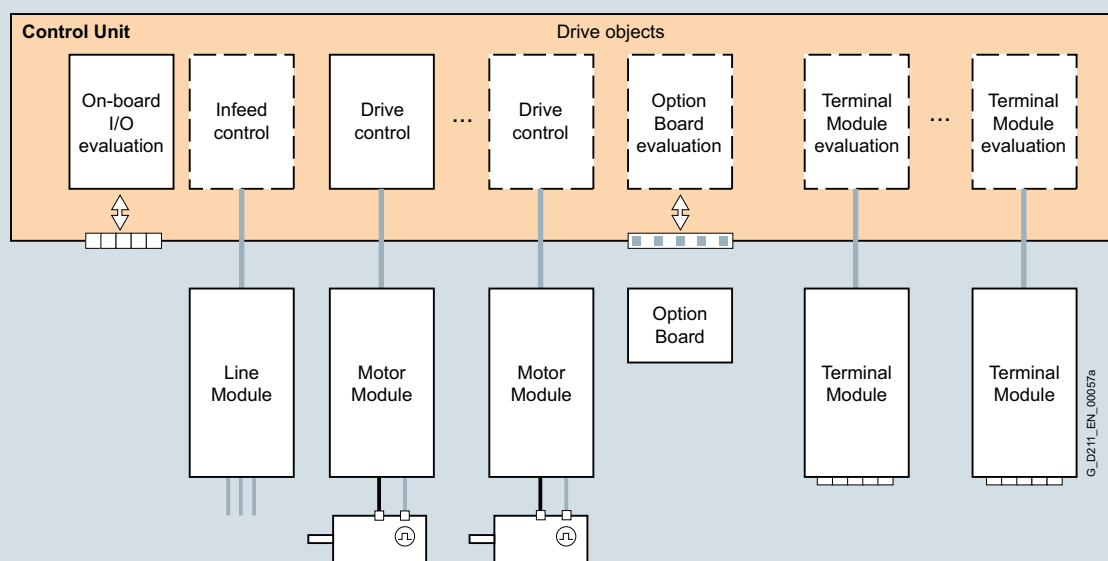 Control Unit
Drive objects
On-board
I/O
evaluation
Infeed
control
Drive
control
...
Drive
control
Option
Board
evaluation
Terminal
Module
evaluation
...
Terminal
Module
evaluation
Line
Module
Motor
Module
Motor
Module
Option
Board
Terminal
Module
Terminal
Module
G_D211_EN_00057a